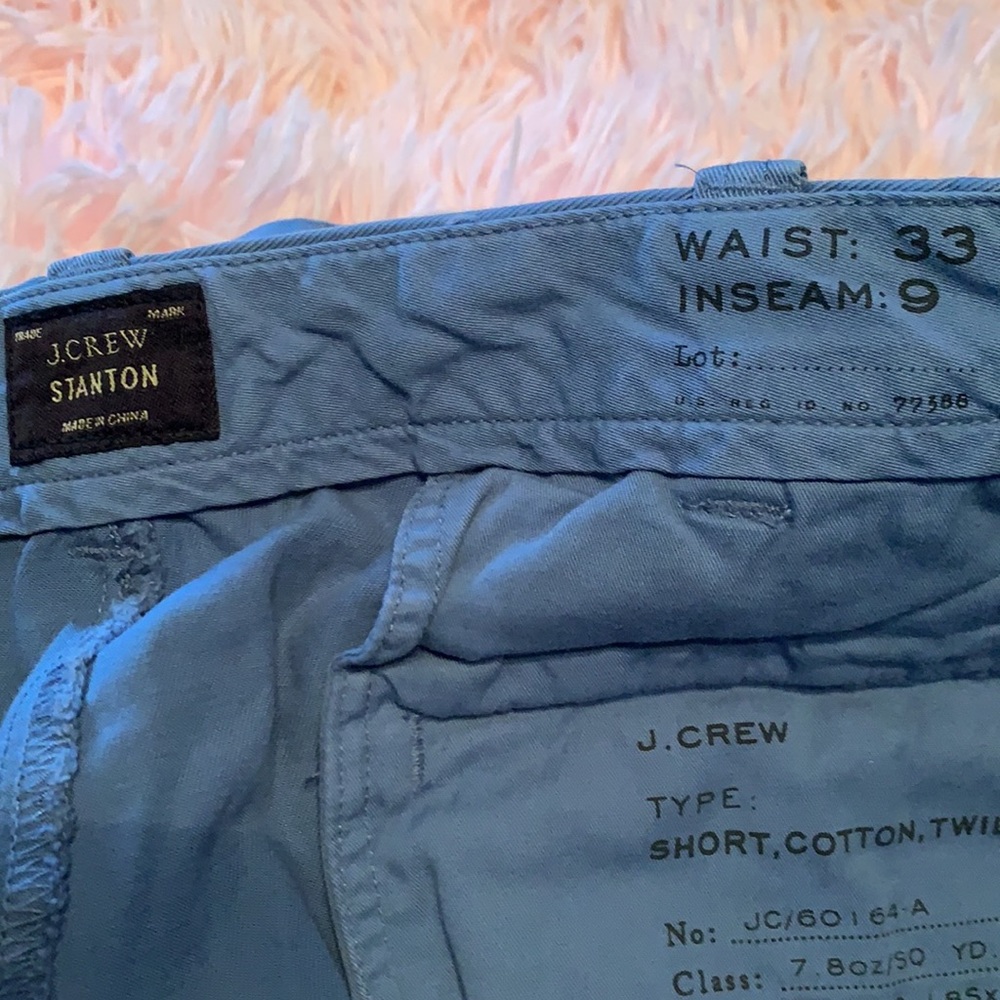 TRADE MARK
J.CREW
STANTON
MADE IN CHINA
WAIST: 33
INSEAM: 9
Lot:
U.S. REG. ID. NO. 77388
J.CREW
TYPE:
SHORT, COTTON,
No: JC/60164-A
Class: 7.8oz/SQ YD.